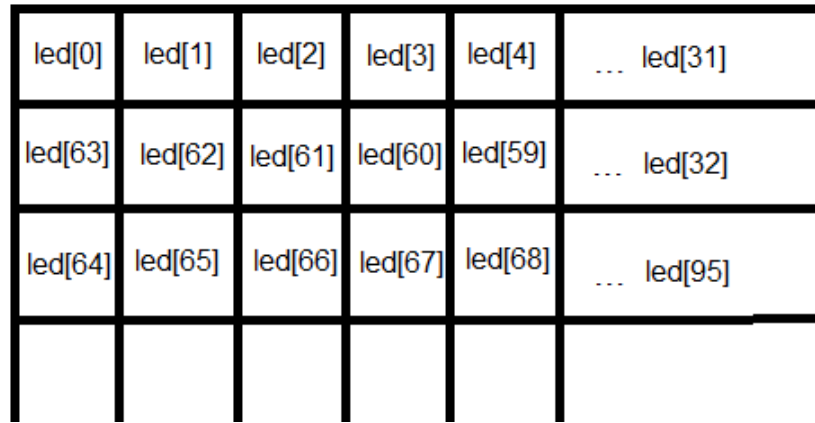 led[0] led[1] led[2] led[3] led[4] ... led[31]
led[63] led[62] led[61] led[60] led[59] ... led[32]
led[64] led[65] led[66] led[67] led[68] ... led[95]